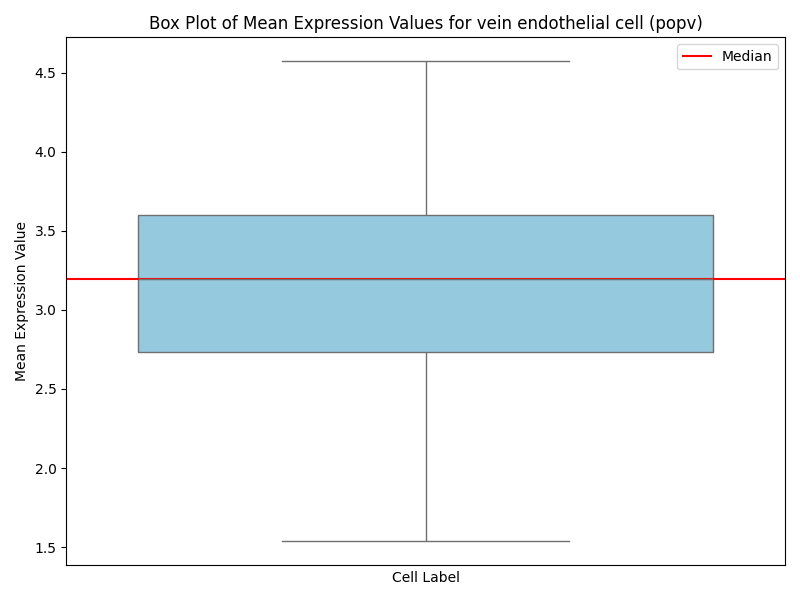 Box Plot of Mean Expression Values for vein endothelial cell (popv)
Median
4.5
4.0
3.5
3.0
2.5
2.0
1.5
Mean Expression Value
Cell Label